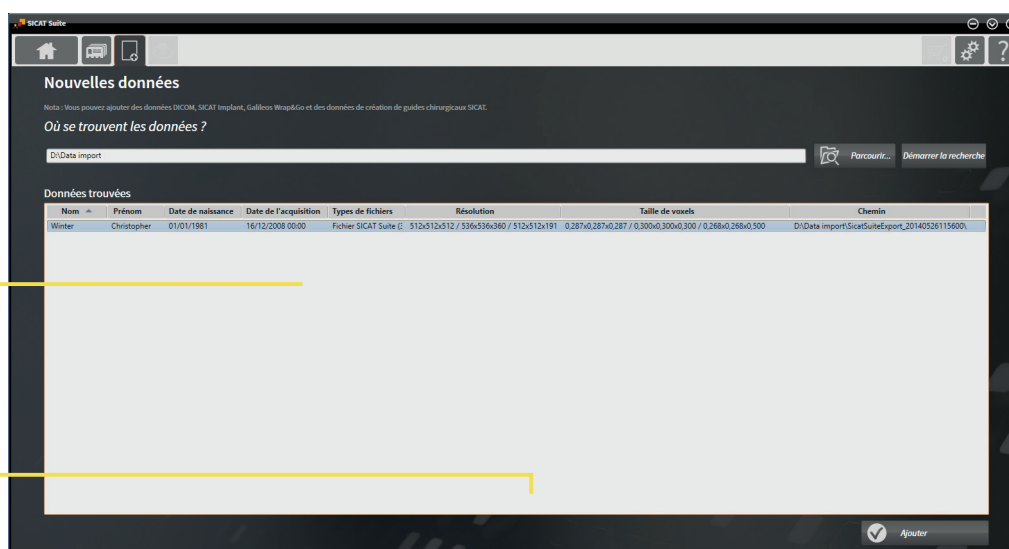 SICAT Suite
Nouvelles données
Nota : Vous pouvez ajouter des données DICOM, SICAT Implant, Galileos Wrap&Go et des données de création de guides chirurgicaux SICAT.
Où se trouvent les données ?
D:\Data import Parcourir... Démarrer la recherche
Données trouvées
Nom Prénom Date de naissance Date de l'acquisition Types de fichiers Résolution Taille de voxels Chemin
Winter Christopher 01/01/1981 16/12/2008 00:00 Fichier SICAT Suite (3 512x512x512 / 536x536x360 / 512x512x191 0,287x0,287x0,287 / 0,300x0,300x0,300 / 0,268x0,268x0,500 D:\Data import\SicatSuiteExport_20140526115600\
Ajouter